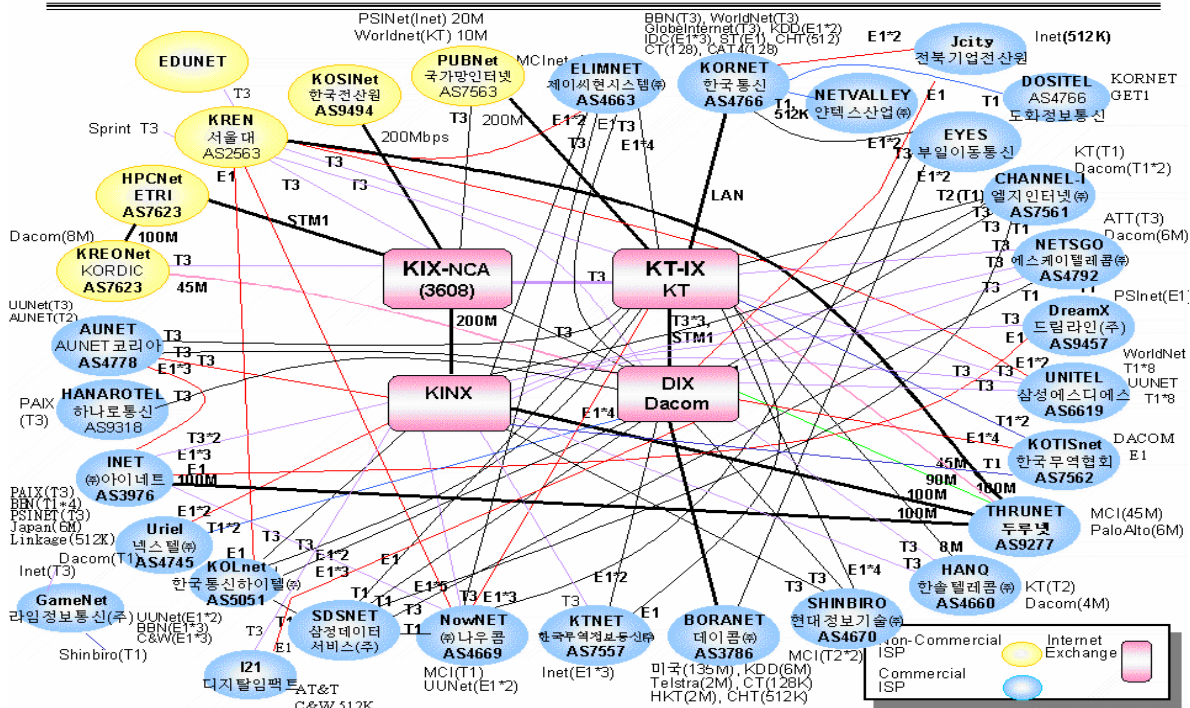 PSINet(Inet) 20M
Worldnet(KT) 10M
BBN(T3), WorldNet(T3)
GlobeInternet(T3), KDD(E1*2)
IDC(E1*3), ST(E1), CHT(512)
CT(128), CAT4(128)
EDUNET
KOSINet
한국전산원
AS9494
PUBNet
국가망인터넷
AS7563
ELIMNET
제이씨현시스템㈜
AS4663
KORNET
한국통신
AS4766
E1*2
Jcity
전북기업전산원
Inet(512K)
NETVALLEY
얀텍스산업㈜
DOSITEL
AS4766
도화정보통신
KORNET
GET1
T3
Sprint T3
KREN
서울대
AS2563
200Mbps
T3
200M
E1*2
E1
T3
E1*4
T1
512K
E1
T1
E1*2
T3
EYES
부일이동통신
E1
T3
T3
T3
E1*2
KT(T1)
Dacom(T1*2)
HPCNet
ETRI
AS7623
STM1
LAN
T2(T1)
CHANNEL-I
엘지인터넷㈜
AS7561
Dacom(8M)
100M
KREONet
KORDIC
AS7623
T3
45M
KIX-NCA
(3608)
T3
KT-IX
KT
T3
T1
T3
T3
NETSGO
에스케이텔레콤㈜
AS4792
ATT(T3)
Dacom(6M)
UUNet(T3)
AUNET(T2)
AUNET
AUNET코리아
AS4778
T3
T3
T3
E1*3
200M
T3
T3*3,
STM1
T3
T1
T3
E1
DreamX
드림라인(주)
AS9457
PSInet(E1)
PAIX
(T3)
HANAROTEL
하나로통신
AS9318
T3
KINX
DIX
Dacom
E1*2
T3
T3
UNITEL
삼성에스디에스
AS6619
WorldNet
T1*8
UUNET
T1*8
INET
㈜아이네트
AS3976
T3*2
E1*3
E1
100M
E1*4
T1*2
E1*4
KOTISnet
한국무역협회
AS7562
DACOM
E1
PAIX(T3)
BBN(T1*4)
PSINET(T3)
Japan(6M)
Linkage(512K)
45M
90M
100M
100M
T1
100M
THRUNET
두루넷
AS9277
MCI(45M)
PaloAlto(6M)
Uriel
넥스텔㈜
AS4745
E1*2
T1*2
Dacom(T1)
Inet(T3)
E1
KOLnet
한국통신하이텔㈜
AS5051
T3
E1*2
E1*3
E1
T3
T3
8M
HANQ
한솔텔레콤㈜
AS4660
KT(T2)
Dacom(4M)
GameNet
라임정보통신(주)
Shinbiro(T1)
UUNet(E1*2)
BBN(E1*3)
C&W(E1*3)
T3
E1
I21
디지탈임팩트
AT&T
C&W 512K
SDSNET
삼정데이터
서비스(주)
T1
T1
E1*5
T3
T3
E1*3
NowNET
㈜나우콤
AS4669
MCI(T1)
UUNet(E1*2)
T3
E1*2
E1
KTNET
한국무역정보통신㈜
AS7557
Inet(E1*3)
BORANET
데이콤㈜
AS3786
미국(135M), KDD(6M)
Telstra(2M), CT(128K)
HKT(2M), CHT(512K)
T3
T3
E1*4
SHINBIRO
현대정보기술㈜
AS4670
MCI(T2*2)
Non-Commercial
ISP
Internet
Exchange
Commercial
ISP